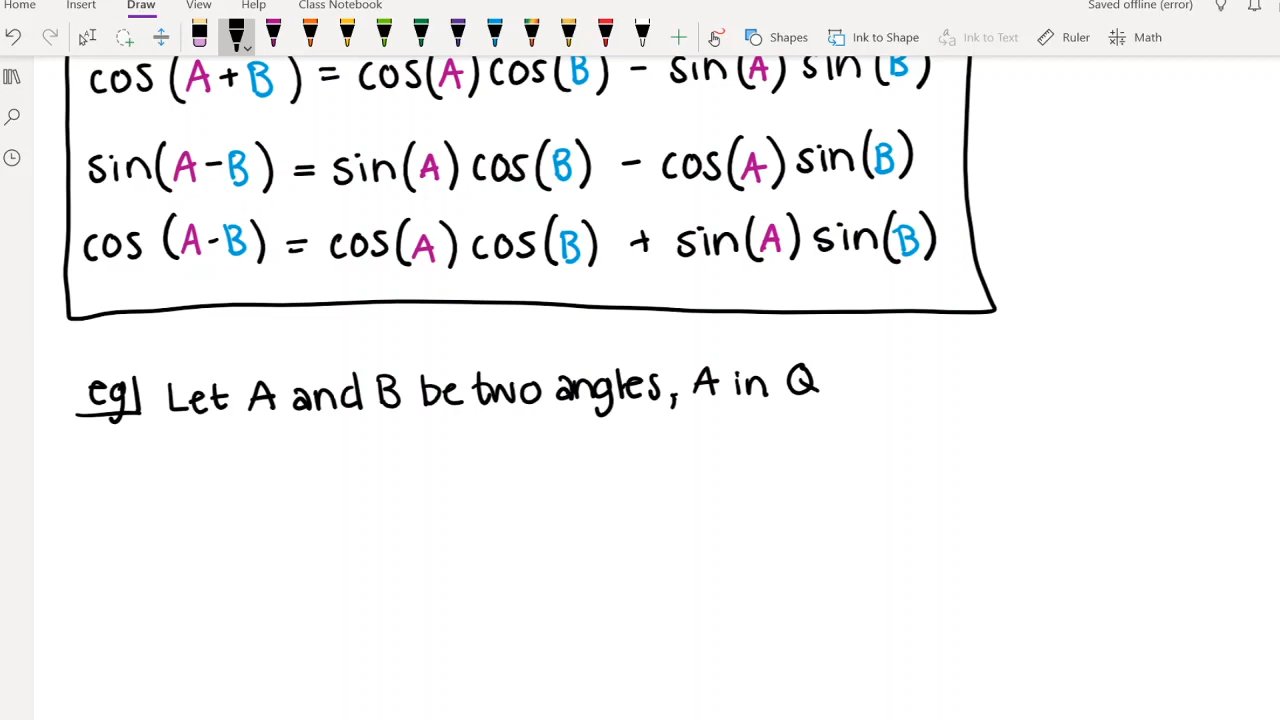 Home Insert Draw View Help Class Notebook Saved offline (error)
Shapes Ink to Shape Ink to Text Ruler Math
cos (A+B) = cos(A) cos(B) - sin(A) sin(B)
sin(A-B) = sin(A) cos(B) - cos(A) sin(B)
cos (A-B) = cos(A) cos(B) + sin(A) sin(B)
eg| Let A and B be two angles, A in Q